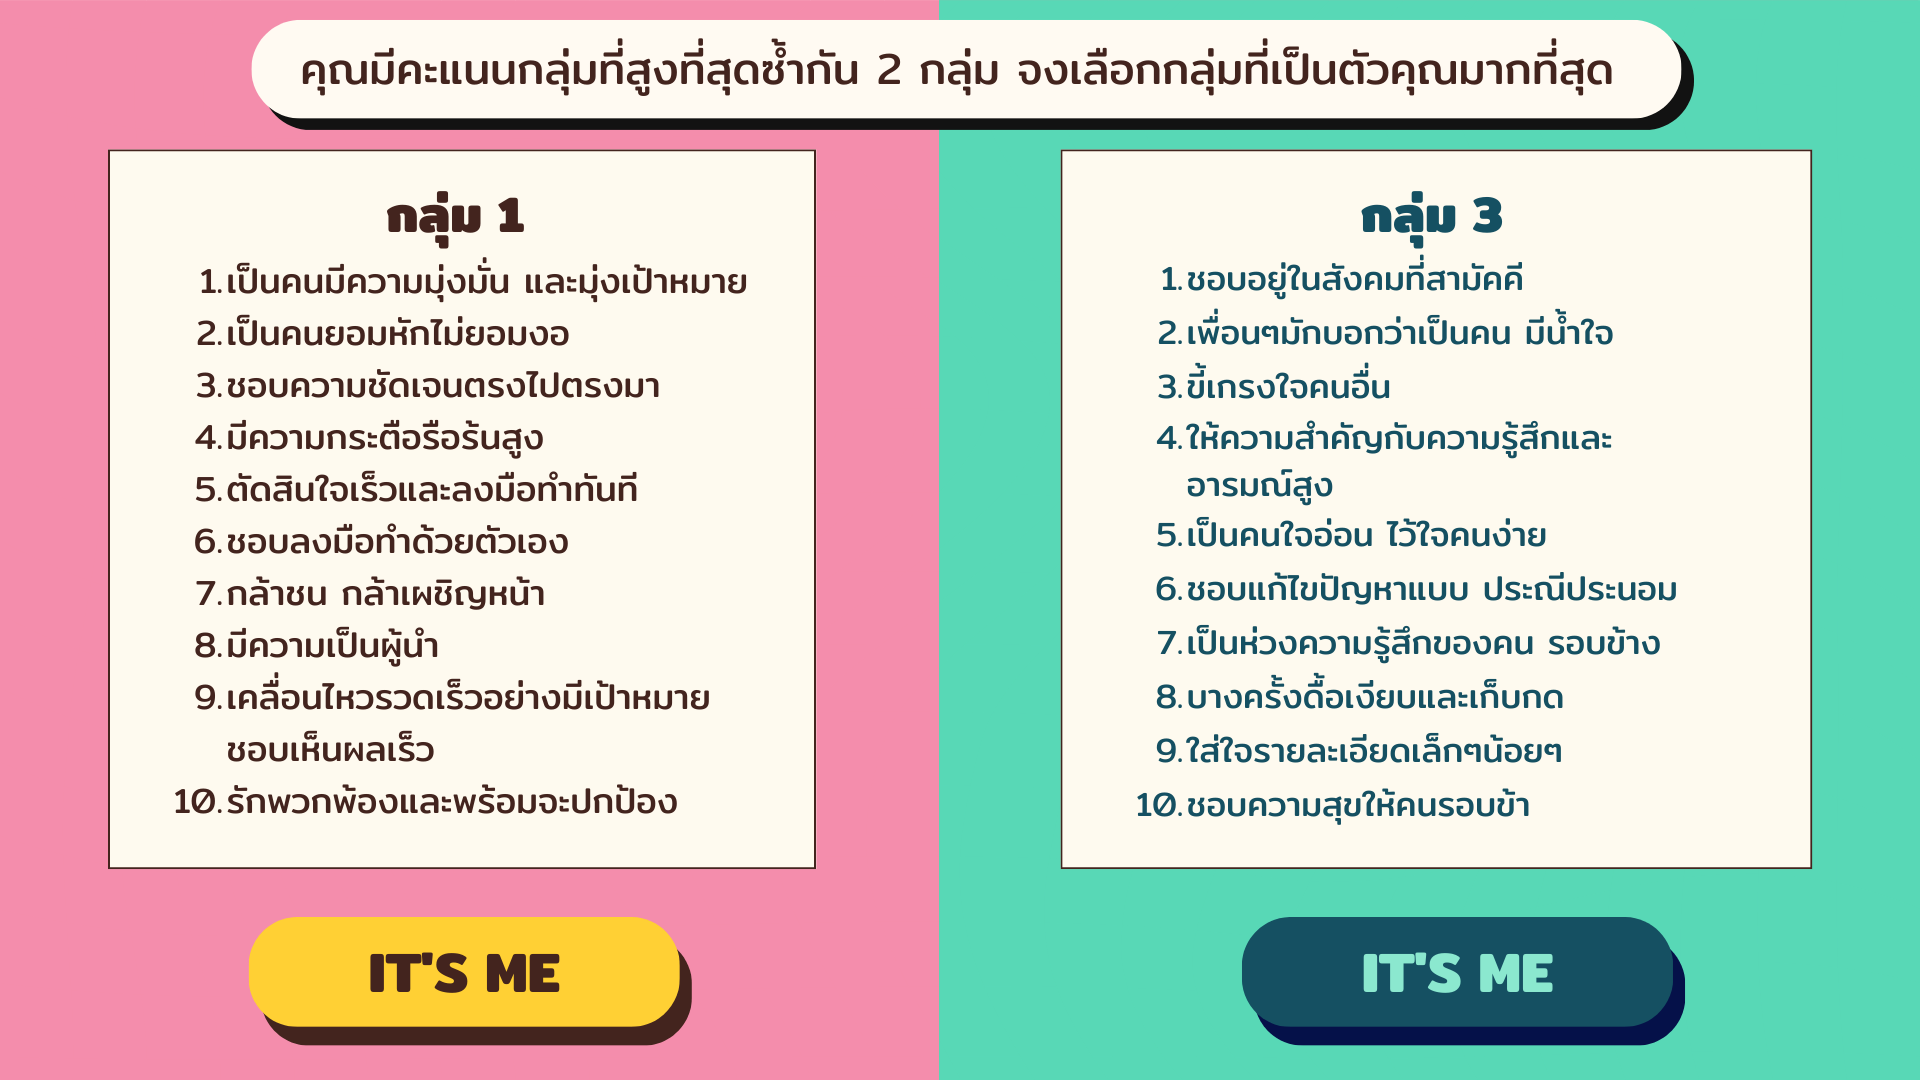 คุณมีคะแนนกลุ่มที่สูงที่สุดซ้ำกัน 2 กลุ่ม จงเลือกกลุ่มที่เป็นตัวคุณมากที่สุด
กลุ่ม 1
1. เป็นคนมีความมุ่งมั่น และมุ่งเป้าหมาย
2. เป็นคนยอมหักไม่ยอมงอ
3. ชอบความชัดเจนตรงไปตรงมา
4. มีความกระตือรือร้นสูง
5. ตัดสินใจเร็วและลงมือทำทันที
6. ชอบลงมือทำด้วยตัวเอง
7. กล้าชน กล้าเผชิญหน้า
8. มีความเป็นผู้นำ
9. เคลื่อนไหวรวดเร็วอย่างมีเป้าหมาย
ชอบเห็นผลเร็ว
10. รักพวกพ้องและพร้อมจะปกป้อง
IT'S ME
กลุ่ม 3
1. ชอบอยู่ในสังคมที่สามัคคี
2. เพื่อนๆมักบอกว่าเป็นคน มีน้ำใจ
3. ขี้เกรงใจคนอื่น
4. ให้ความสำคัญกับความรู้สึกและ
อารมณ์สูง
5. เป็นคนใจอ่อน ไว้ใจคนง่าย
6. ชอบแก้ไขปัญหาแบบ ประณีประนอม
7. เป็นห่วงความรู้สึกของคน รอบข้าง
8. บางครั้งดื้อเงียบและเก็บกด
9. ใส่ใจรายละเอียดเล็กๆน้อยๆ
10. ชอบความสุขให้คนรอบข้า
IT'S ME